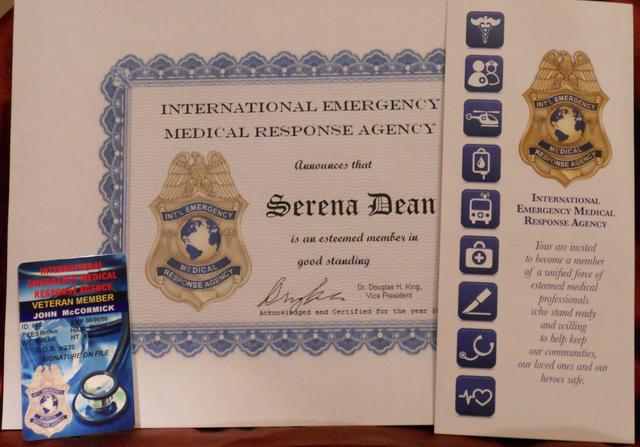 INTERNATIONAL EMERGENCY
MEDICAL RESPONSE AGENCY
Announces that
Serena Dean
is an esteemed member in
good standing
Dr. Douglas H. King,
Vice President
Acknowledged and Certified for the year
INT'L EMERGENCY
MEDICAL
RESPONSE AGENCY
INT'L EMERGENCY
MEDICAL
RESPONSE AGENCY
INTERNATIONAL
EMERGENCY MEDICAL
RESPONSE AGENCY
You are invited
to become a member
of a unified force of
esteemed medical
professionals
who stand ready
and willing
to help keep
our communities,
our loved ones and our
heroes safe.
INTERNATIONAL
EMERGENCY MEDICAL
RESPONSE AGENCY
VETERAN MEMBER
JOHN McCORMICK
SIGNATURE ON FILE